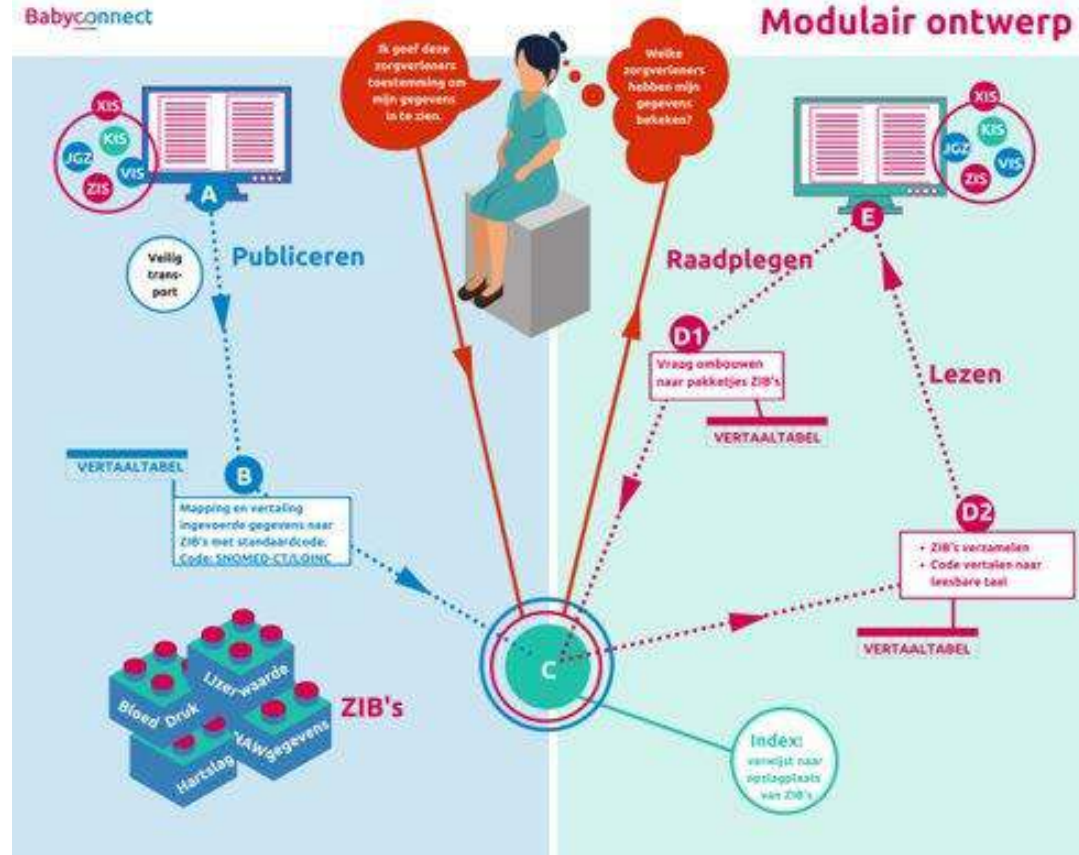 Babyconnect
Modulair ontwerp
Ik geef deze
zorgverleners
toestemming om
mijn gegevens
in te zien.
Welke
zorgverleners
hebben mijn
gegevens
bekeken?
XIS
KIS
JGZ
VIS
ZIS
A
Veilig
trans-
port
Publiceren
XIS
KIS
JGZ
VIS
ZIS
E
Raadplegen
D1
Vraag ombouwen
naar pakketjes ZIB's
VERTAALTABEL
Lezen
VERTAALTABEL
B
Mapping en vertaling
ingevoerde gegevens naar
ZIB's met standaardcode.
Code: SNOMED-CT/LOINC
D2
• ZIB's verzamelen
• Code vertalen naar
leesbare taal
VERTAALTABEL
C
IJzerwaarde
Bloed Druk
NAWgegevens
Hartslag
ZIB's
Index:
verwijst naar
opslagplaats
van ZIB's